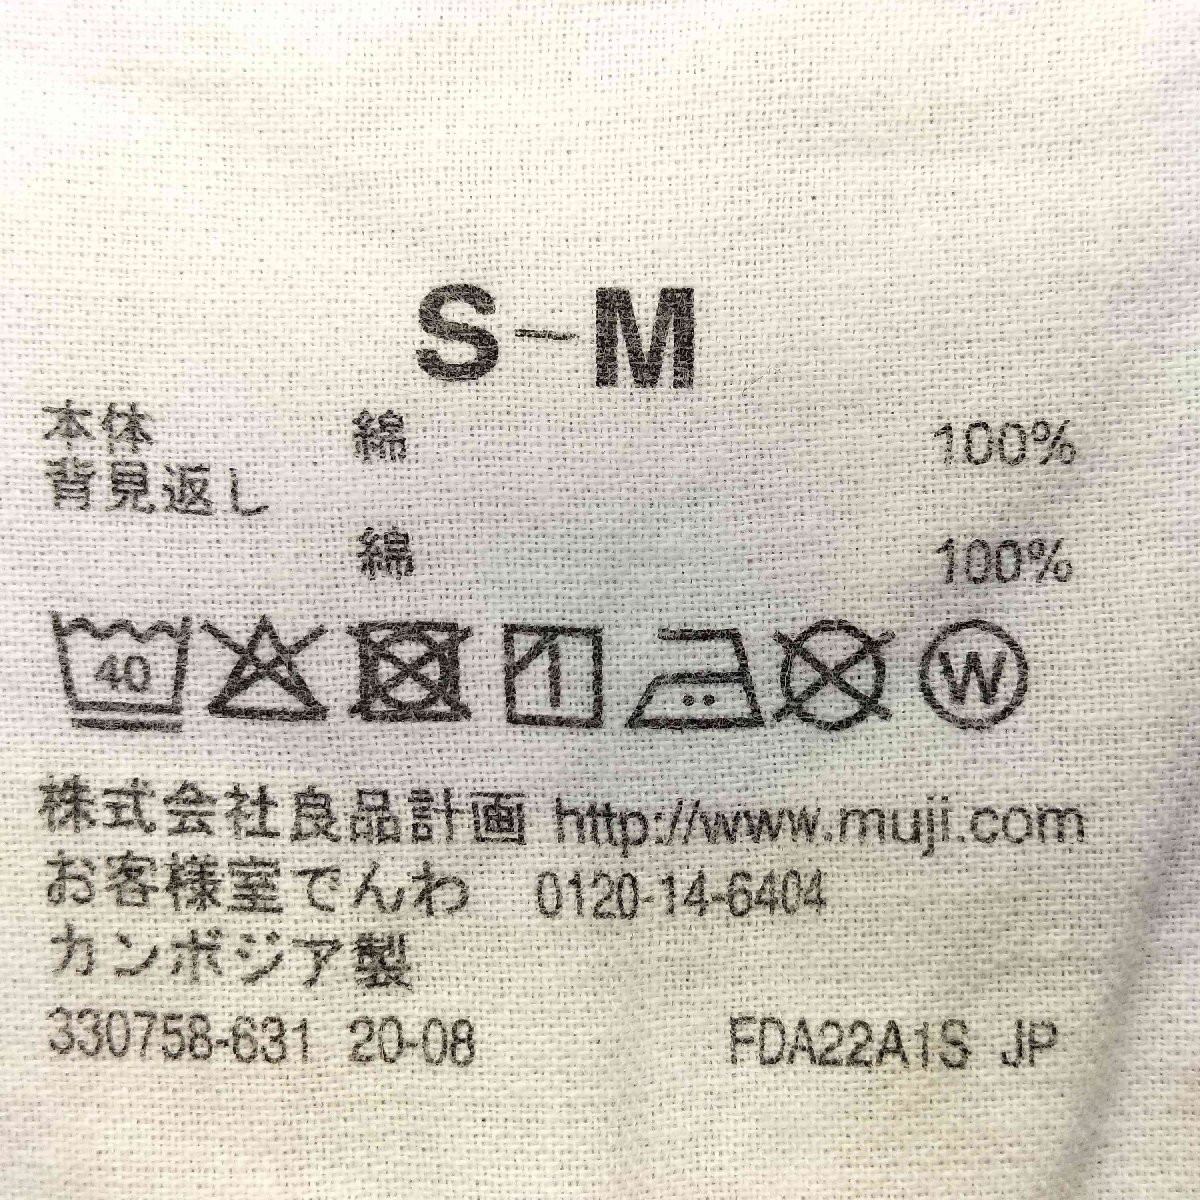 S-M
本体 綿 100%
背見返し
綿 100%
40 W
株式会社良品計画 http://www.muji.com
お客様室でんわ 0120-14-6404
カンボジア製
330758-631 20-08 FDA22A1S JP